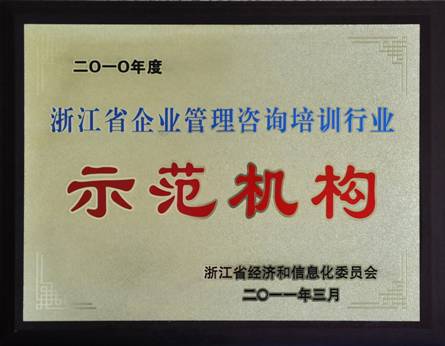 二〇一〇年度
浙江省企业管理咨询培训行业
示范机构
浙江省经济和信息化委员会
二〇一一年三月